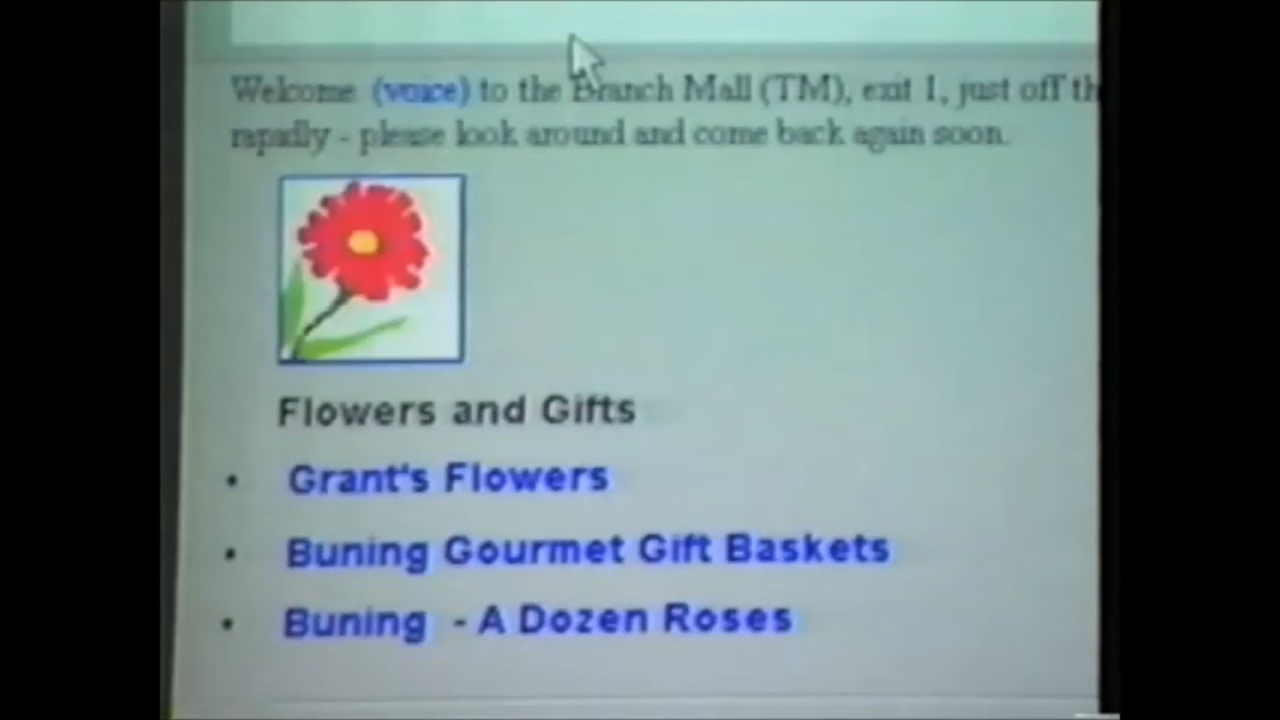 Welcome (voice) to the Branch Mall (TM), exit 1, just off th
rapidly - please look around and come back again soon.
Flowers and Gifts
• Grant's Flowers
• Buning Gourmet Gift Baskets
• Buning - A Dozen Roses